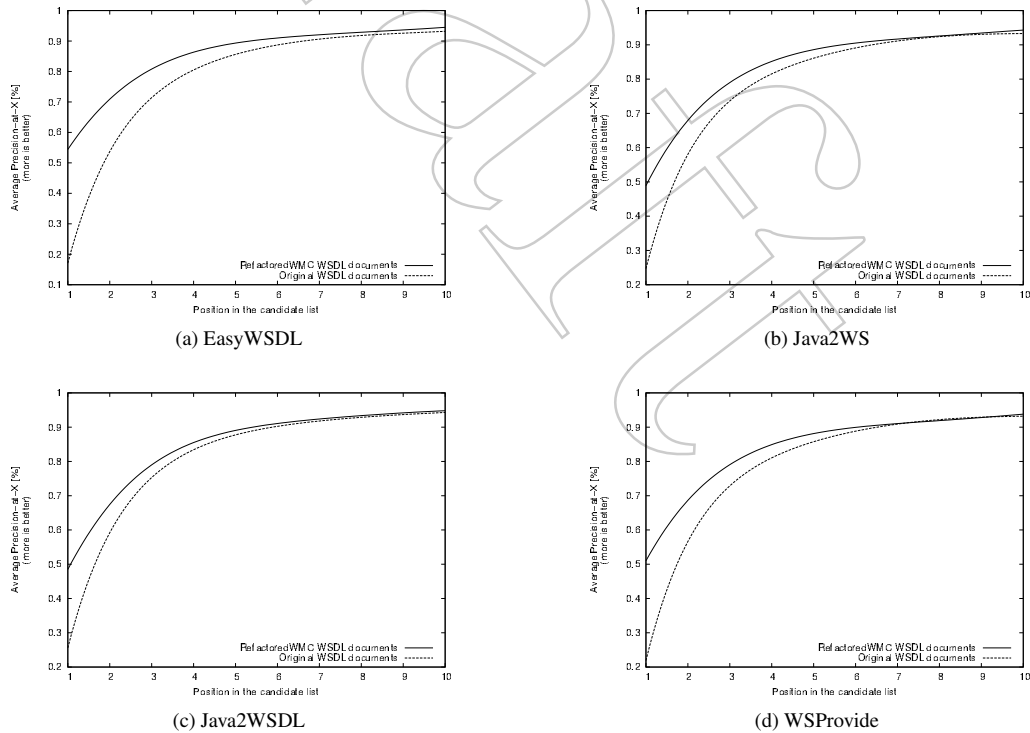 1
0.9
0.8
0.7
0.6
0.5
0.4
0.3
0.2
0.1
1 2 3 4 5 6 7 8 9 10
Average Precision-at-X [%]
(more is better)
Position in the candidate list
Refactored WMC WSDL documents
Original WSDL documents
(a) EasyWSDL
1
0.9
0.8
0.7
0.6
0.5
0.4
0.3
0.2
1 2 3 4 5 6 7 8 9 10
Average Precision-at-X [%]
(more is better)
Position in the candidate list
Refactored WMC WSDL documents
Original WSDL documents
(b) Java2WS
1
0.9
0.8
0.7
0.6
0.5
0.4
0.3
0.2
1 2 3 4 5 6 7 8 9 10
Average Precision-at-X [%]
(more is better)
Position in the candidate list
Refactored WMC WSDL documents
Original WSDL documents
(c) Java2WSDL
1
0.9
0.8
0.7
0.6
0.5
0.4
0.3
0.2
1 2 3 4 5 6 7 8 9 10
Average Precision-at-X [%]
(more is better)
Position in the candidate list
Refactored WMC WSDL documents
Original WSDL documents
(d) WSProvide